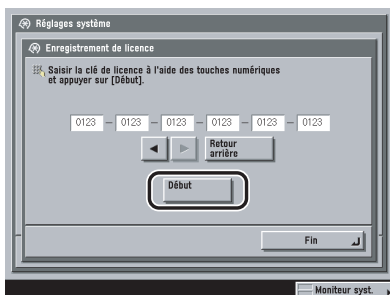 Réglages système
Enregistrement de licence
Saisir la clé de licence à l'aide des touches numériques
et appuyer sur [Début].
0123 – 0123 – 0123 – 0123 – 0123 – 0123
Retour
arrière
Début
Fin
Moniteur syst.